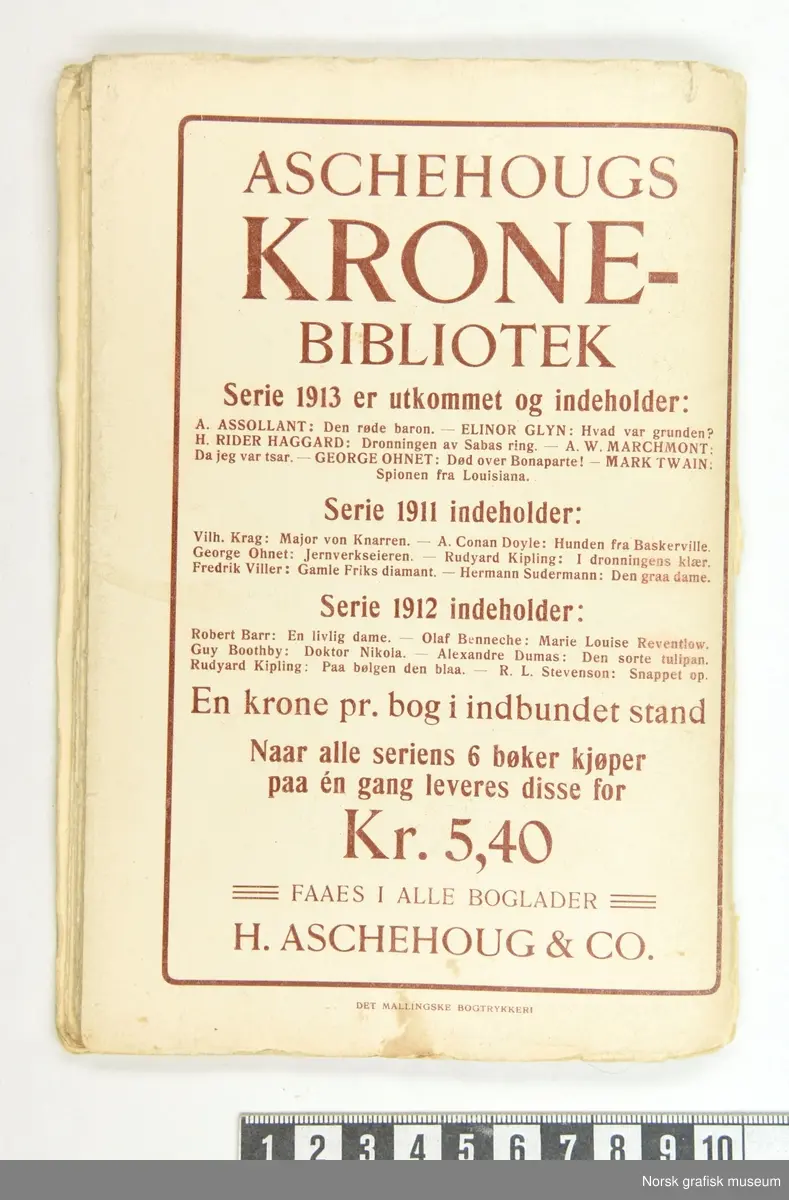 ASCHEHOUGS
KRONE-
BIBLIOTEK
Serie 1913 er utkommet og indeholder:
A. ASSOLLANT: Den røde baron. — ELINOR GLYN: Hvad var grunden?
H. RIDER HAGGARD: Dronningen av Sabas ring. — A. W. MARCHMONT:
Da jeg var tsar. — GEORGE OHNET: Død over Bonaparte! — MARK TWAIN:
Spionen fra Louisiana.
Serie 1911 indeholder:
Vilh. Krag: Major von Knarren. — A. Conan Doyle: Hunden fra Baskerville.
George Ohnet: Jernverkseieren. — Rudyard Kipling: I dronningens klær.
Fredrik Viller: Gamle Friks diamant. — Hermann Sudermann: Den graa dame.
Serie 1912 indeholder:
Robert Barr: En livlig dame. — Olaf Benneche: Marie Louise Reventlow.
Guy Boothby: Doktor Nikola. — Alexandre Dumas: Den sorte tulipan.
Rudyard Kipling: Paa bølgen den blaa. — R. L. Stevenson: Snappet op.
En krone pr. bog i indbundet stand
Naar alle seriens 6 bøker kjøper
paa én gang leveres disse for
Kr. 5,40
FAAES I ALLE BOGLADER
H. ASCHEHOUG & CO.
DET MALLINGSKE BOGTRYKKERI
1 2 3 4 5 6 7 8 9 10
Norsk grafisk museum